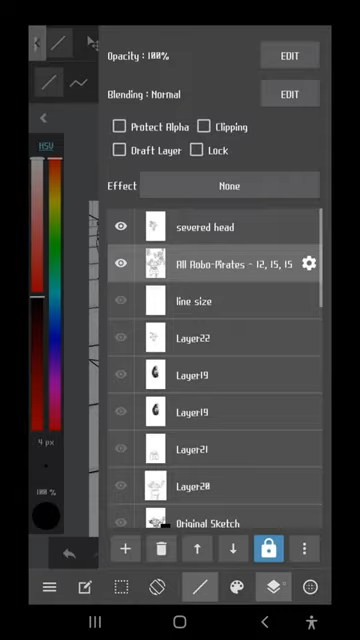 Opacity : 100%
EDIT
Blending : Normal
EDIT
Protect Alpha
Clipping
Draft Layer
Lock
Effect
None
HSV
severed head
All Robo-Pirates - 12, 15, 15
line size
Layer22
Layer19
Layer19
Layer21
Layer20
Original Sketch
4 px
100 %